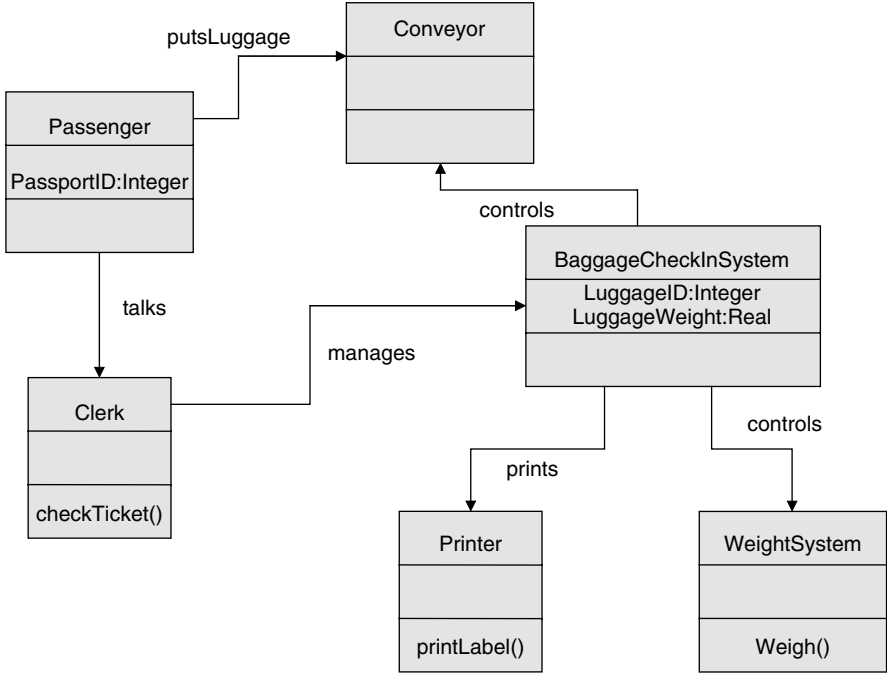 Conveyor
putsLuggage
Passenger
PassportID:Integer
controls
BaggageCheckInSystem
LuggageID:Integer
LuggageWeight:Real
talks
manages
Clerk
checkTicket()
controls
prints
Printer
printLabel()
WeightSystem
Weigh()